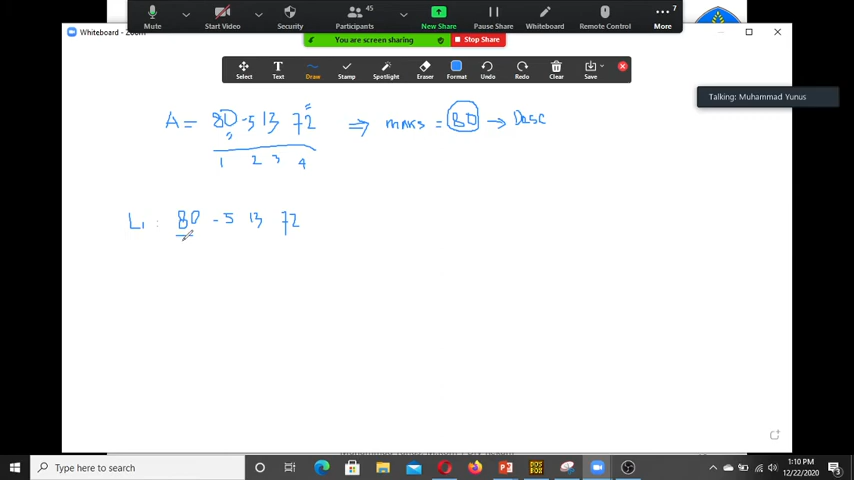 Mute
Security
Participants
45
New Share
Pause Share
Whiteboard
Remote Control
More
7
Whiteboard - Zoom
You are screen sharing
Stop Share
Select
Text
Draw
Stamp
Spotlight
Eraser
Format
Undo
Redo
Clear
Save
Talking: Muhammad Yunus
A = 80 -5 13 72 ⇒ maks = 80 → Desc
1 2 3 4
L1 : 80 -5 13 72
Type here to search
1:10 PM
12/22/2020
3